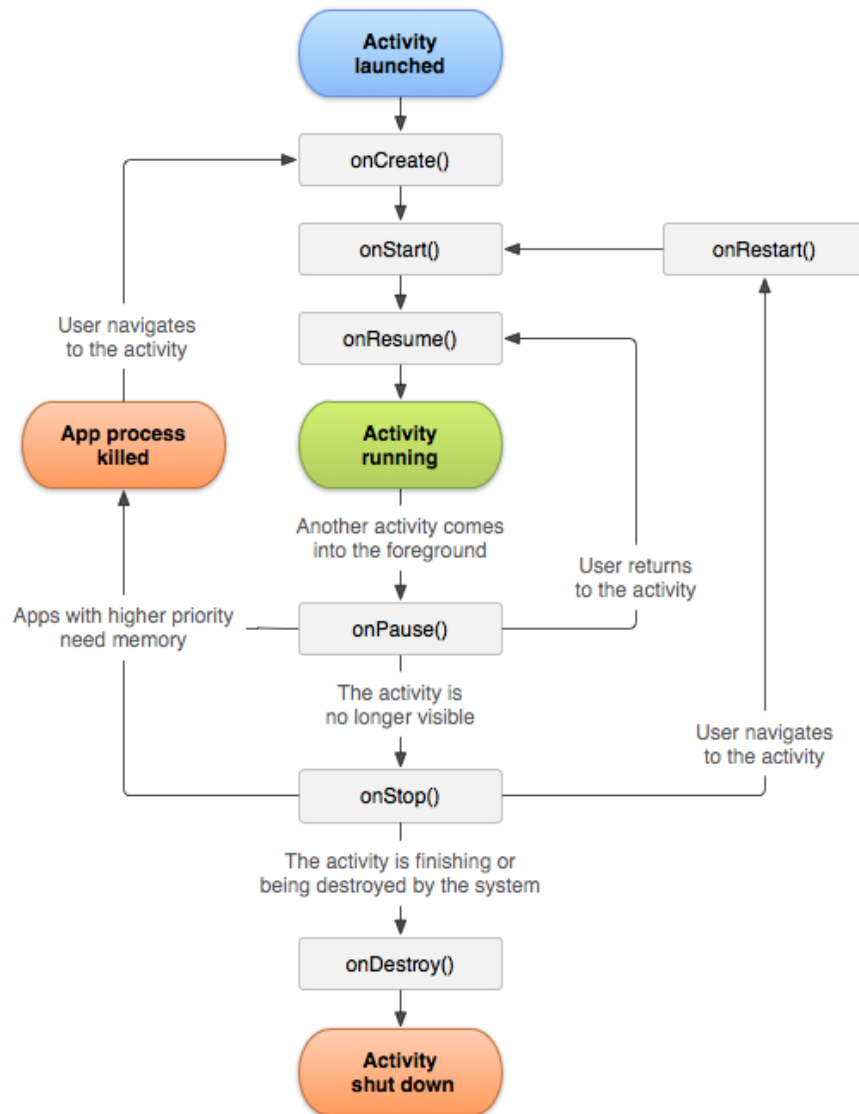 Activity
launched
onCreate()
onStart()
onRestart()
User navigates
to the activity
onResume()
App process
killed
Activity
running
Another activity comes
into the foreground
User returns
to the activity
Apps with higher priority
need memory
onPause()
The activity is
no longer visible
User navigates
to the activity
onStop()
The activity is finishing or
being destroyed by the system
onDestroy()
Activity
shut down